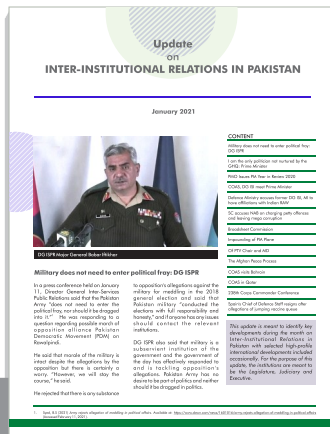 Update
on
INTER-INSTITUTIONAL RELATIONS IN PAKISTAN
January 2021
DG ISPR Major General Babar Iftikhar
Military does not need to enter political fray: DG ISPR
In a press conference held on January
11, Director General Inter-Services
Public Relations said that the Pakistan
Army "does not need to enter the
political fray, nor should it be dragged
into it." He was responding to a
question regarding possible march of
opposition alliance Pakistan
Democratic Movement (PDM) on
Rawalpindi.
He said that morale of the military is
intact despite the allegations by the
opposition but there is certainly a
worry. "However, we will stay the
course," he said.
He rejected that there is any substance
to opposition's allegations against the
military for meddling in the 2018
general election and said that
Pakistan military "conducted the
elections with full responsibility and
honesty," and if anyone has any issues
should contact the relevant
institutions.
DG ISPR also said that military is a
subservient institution of the
government and the government of
the day has effectively responded to
and is tackling opposition's
allegations. Pakistan Army has no
desire to be part of politics and neither
should it be dragged in politics.
CONTENT
Military does not need to enter political fray:
DG ISPR
I am the only politician not nurtured by the
GHQ: Prime Minister
PMO Issues PM Year in Review 2020
COAS, DG ISI meet Prime Minister
Defence Ministry accuses former DG ISI, MI to
have affiliations with Indian RAW
SC accuses NAB on charging petty offences
and leaving mega corruption
Broadsheet Commission
Impounding of PIA Plane
Of PTV Chair and MD
The Afghan Peace Process
COAS visits Bahrain
COAS in Qatar
238th Corps Commander Conference
Spain's Chief of Defence Staff resigns after
allegations of jumping vaccine queue
This update is meant to identify key
developments during the month on
Inter-Institutional Relations in
Pakistan with selected high-profile
international developments included
occasionally. For the purpose of this
update, the institutions are meant to
be the Legislature, Judiciary and
Executive.